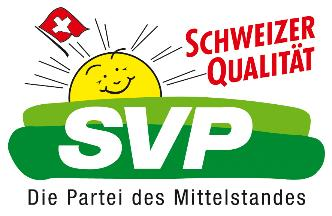 SCHWEIZER
QUALITÄT
SVP
Die Partei des Mittelstandes